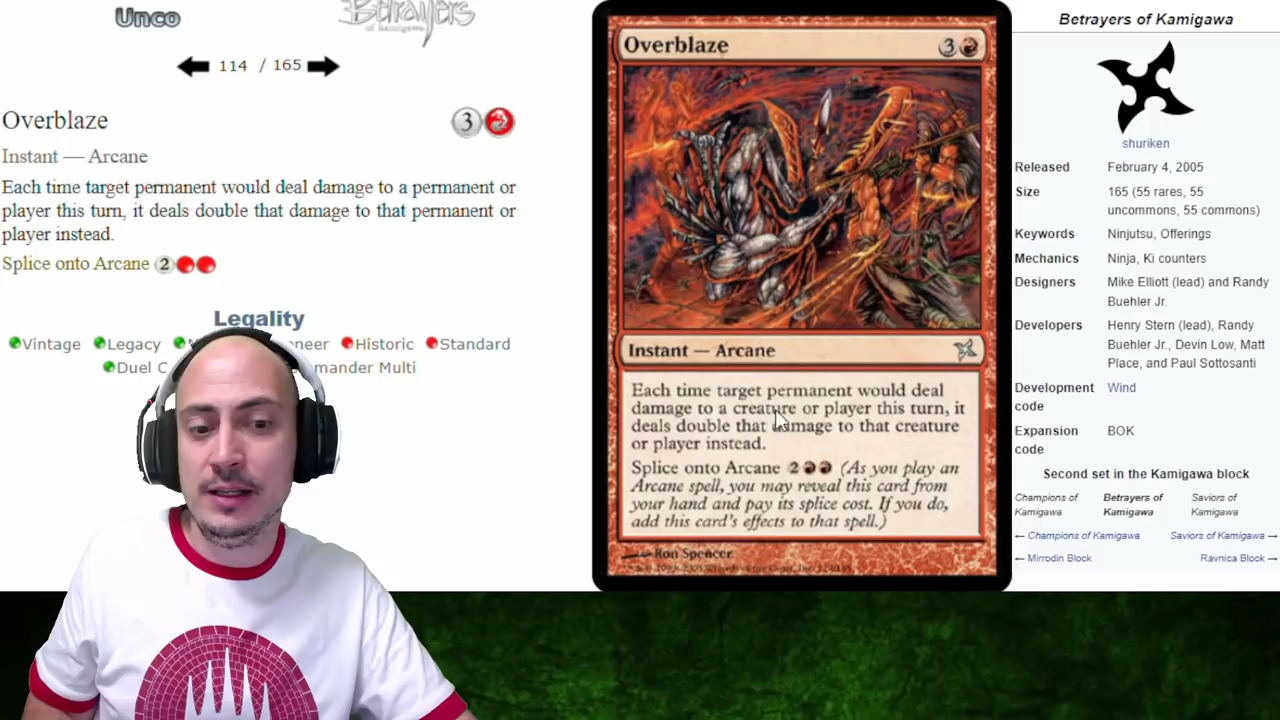 Unco
Betrayers
of kamigawa
114 / 165
Overblaze
3
Instant — Arcane
Each time target permanent would deal damage to a permanent or
player this turn, it deals double that damage to that permanent or
player instead.
Splice onto Arcane 2
Legality
Vintage Legacy Historic Standard
Duel Multi
Overblaze
3
Instant — Arcane
Each time target permanent would deal
damage to a creature or player this turn, it
deals double that damage to that creature
or player instead.
Splice onto Arcane 2 (As you play an
Arcane spell, you may reveal this card from
your hand and pay its splice cost. If you do,
add this card's effects to that spell.)
Ron Spencer
Betrayers of Kamigawa
shuriken
Released February 4, 2005
Size 165 (55 rares, 55
uncommons, 55 commons)
Keywords Ninjutsu, Offerings
Mechanics Ninja, Ki counters
Designers Mike Elliott (lead) and Randy
Buehler Jr.
Developers Henry Stern (lead), Randy
Buehler Jr., Devin Low, Matt
Place, and Paul Sottosanti
Development Wind
code
Expansion BOK
code
Second set in the Kamigawa block
Champions of Betrayers of Saviors of
Kamigawa Kamigawa Kamigawa
← Champions of Kamigawa Saviors of Kamigawa →
← Mirrodin Block Ravnica Block →